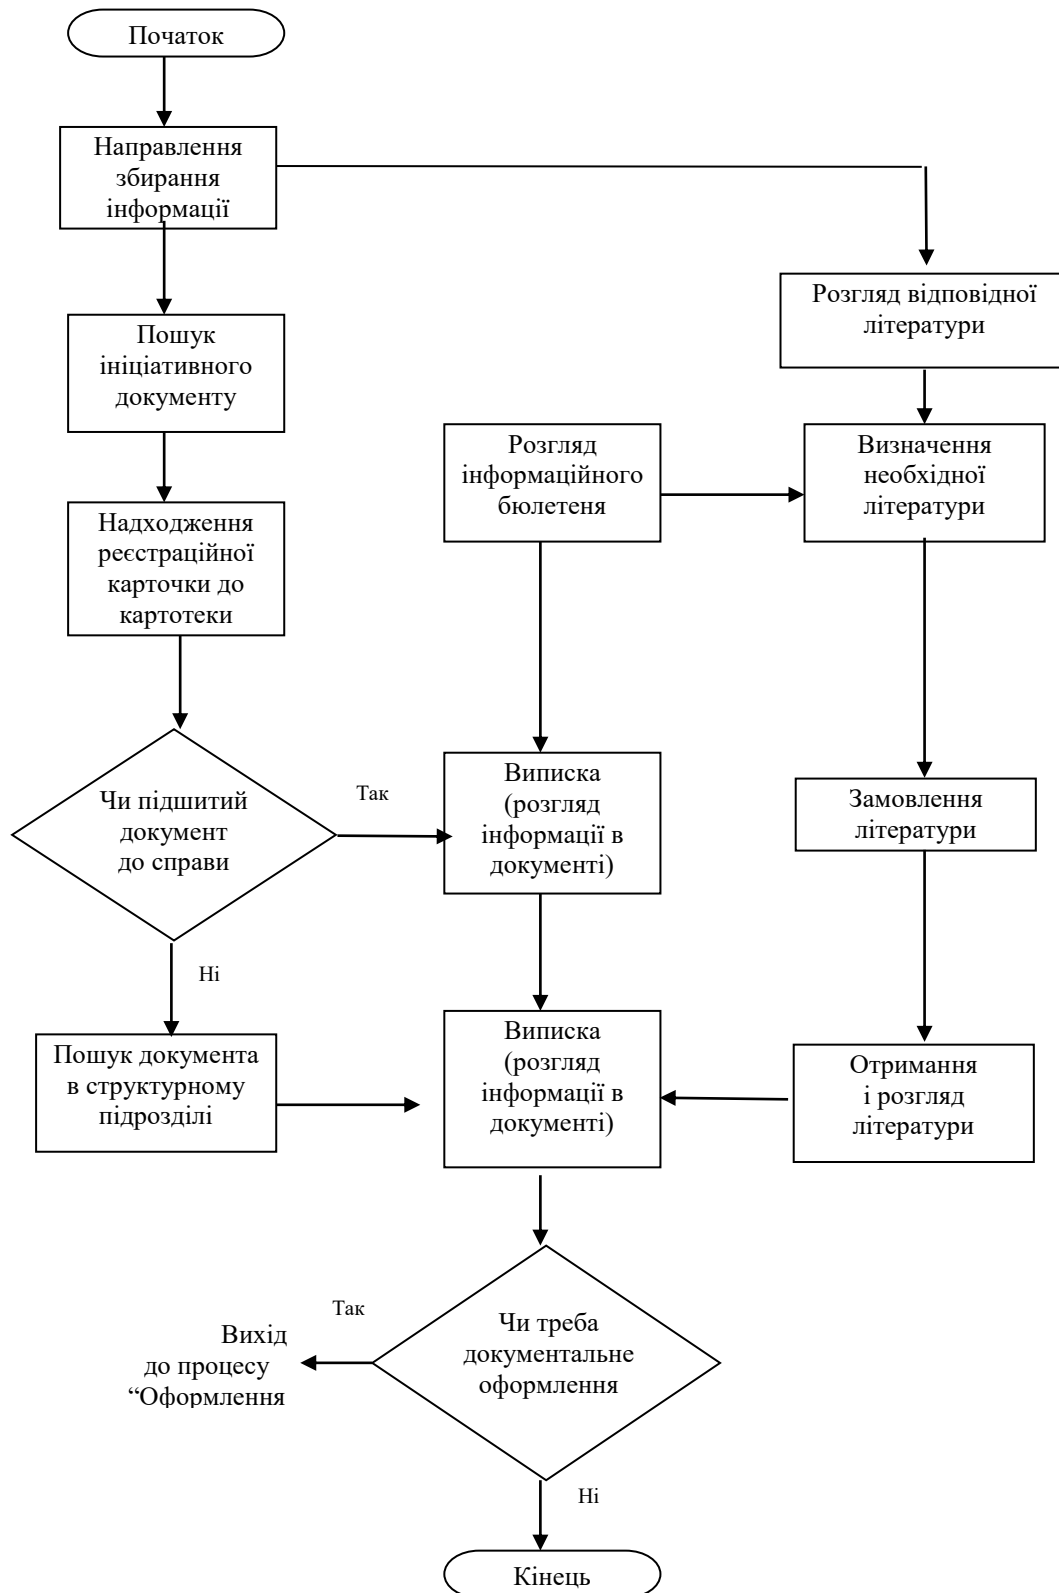 Початок
Направлення
збирання
інформації
Розгляд відповідної
літератури
Пошук
ініціативного
документу
Розгляд
інформаційного
бюлетеня
Визначення
необхідної
літератури
Надходження
реєстраційної
карточки до
картотеки
Чи підшитий
документ
до справи
Так
Виписка
(розгляд
інформації в
документі)
Замовлення
літератури
Ні
Пошук документа
в структурному
підрозділі
Виписка
(розгляд
інформації в
документі)
Отримання
і розгляд
літератури
Чи треба
документальне
оформлення
Так
Вихід
до процесу
“Оформлення
Ні
Кінець